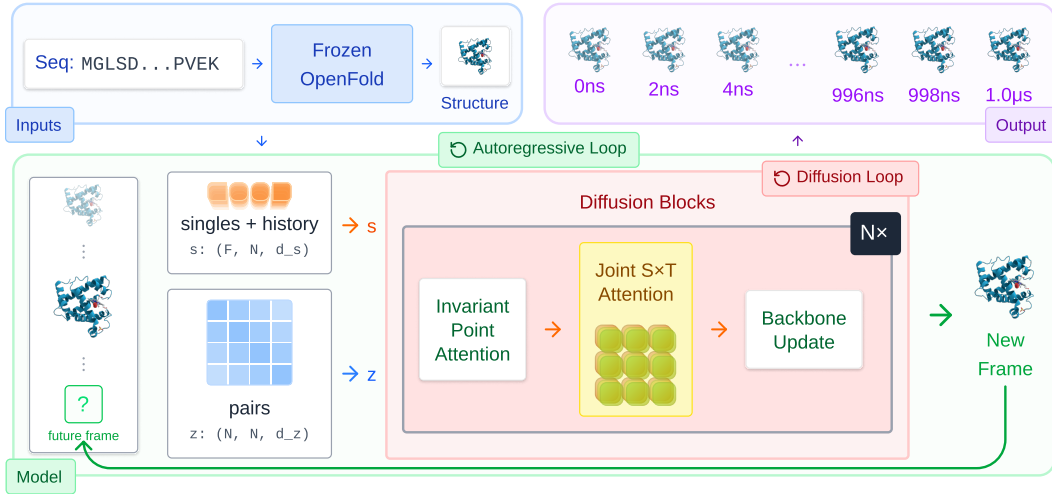 Seq: MGLSD...PVEK
Frozen
OpenFold
Structure
Inputs
0ns
2ns
4ns
...
996ns
998ns
1.0μs
Output
Autoregressive Loop
Diffusion Loop
⋮
⋮
?
future frame
singles + history
s: (F, N, d_s)
s
pairs
z: (N, N, d_z)
z
Diffusion Blocks
N×
Invariant
Point
Attention
Joint S×T
Attention
Backbone
Update
New
Frame
Model